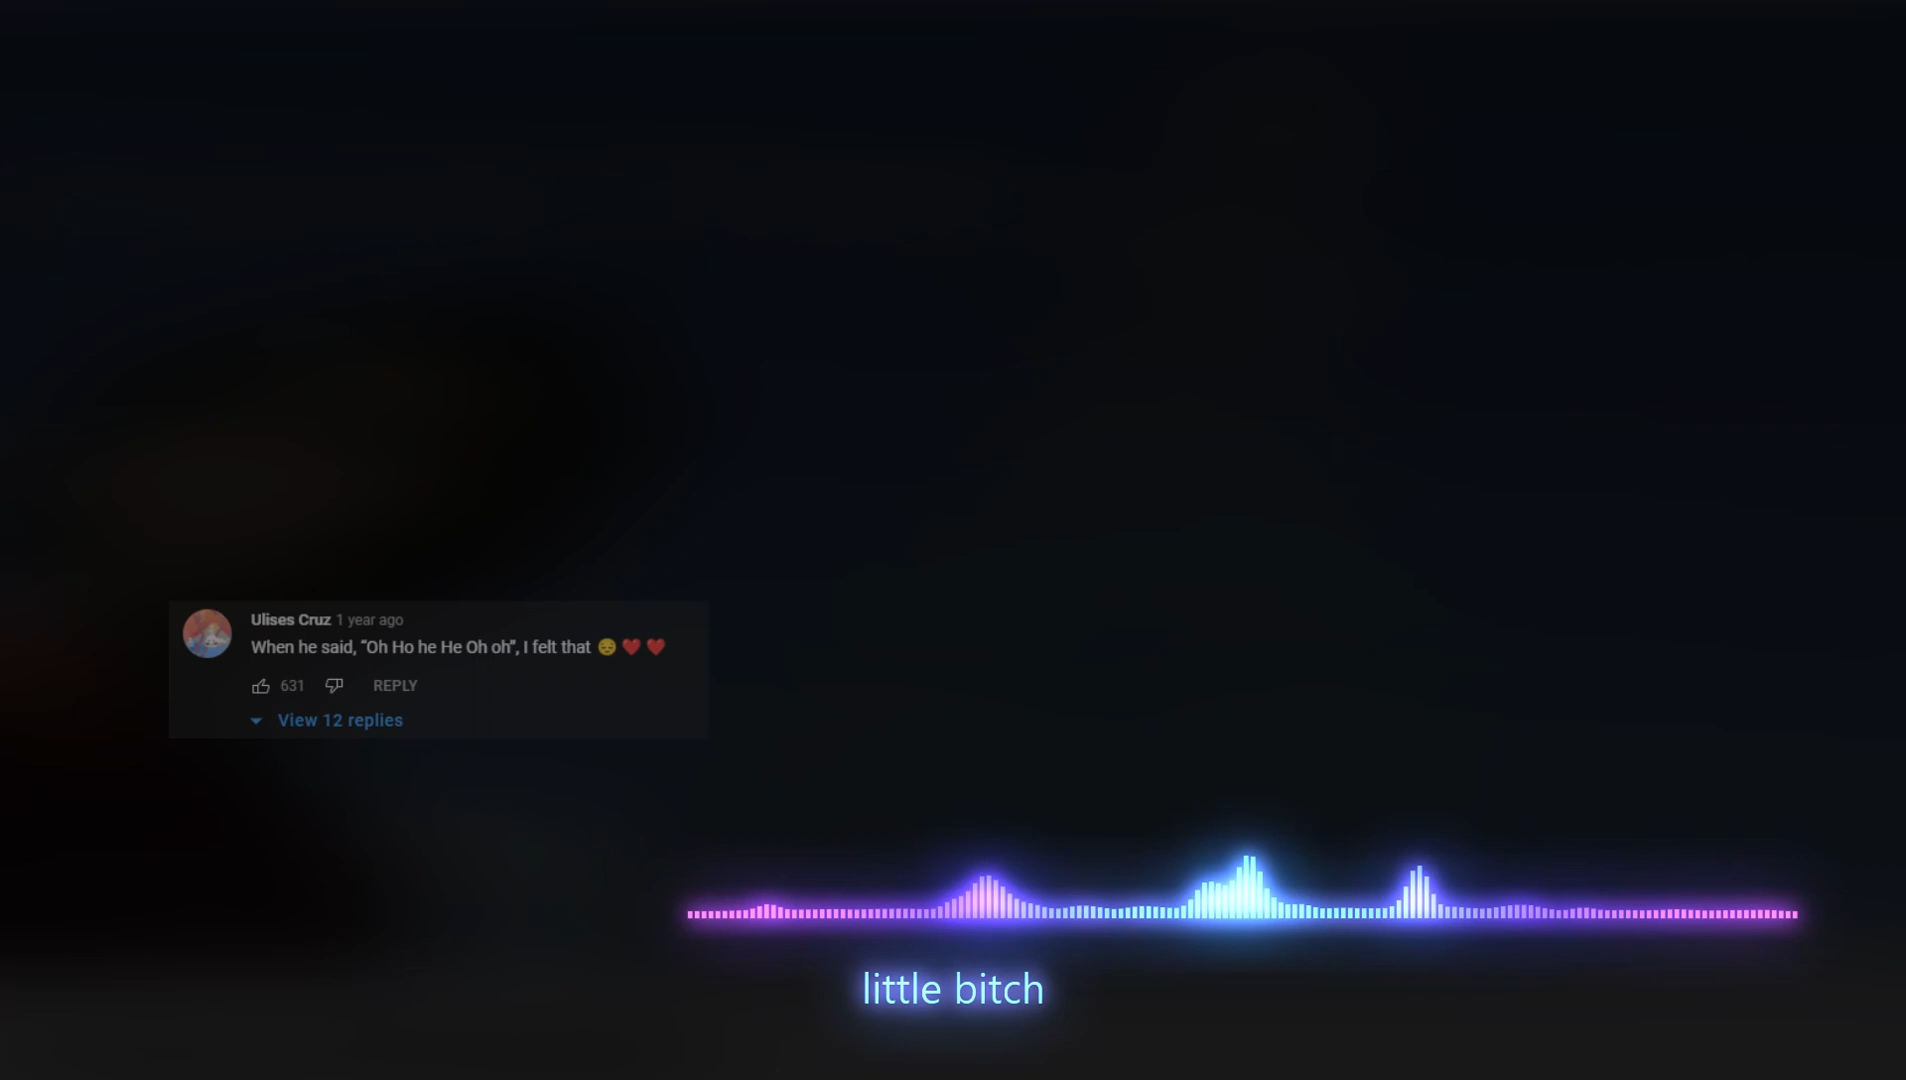 Ulises Cruz 1 year ago
When he said, “Oh Ho he He Oh oh”, I felt that 😔 ❤️ ❤️
631 REPLY
View 12 replies
little bitch